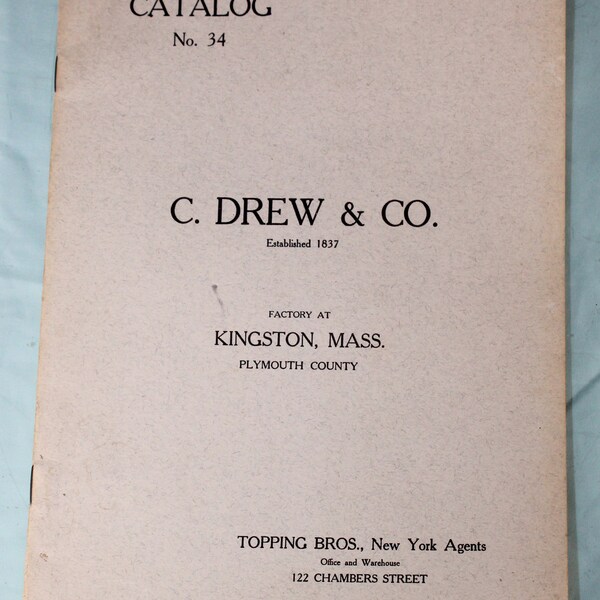 CATALOG
No. 34
C. DREW & CO.
Established 1837
FACTORY AT
KINGSTON, MASS.
PLYMOUTH COUNTY
TOPPING BROS., New York Agents
Office and Warehouse
122 CHAMBERS STREET